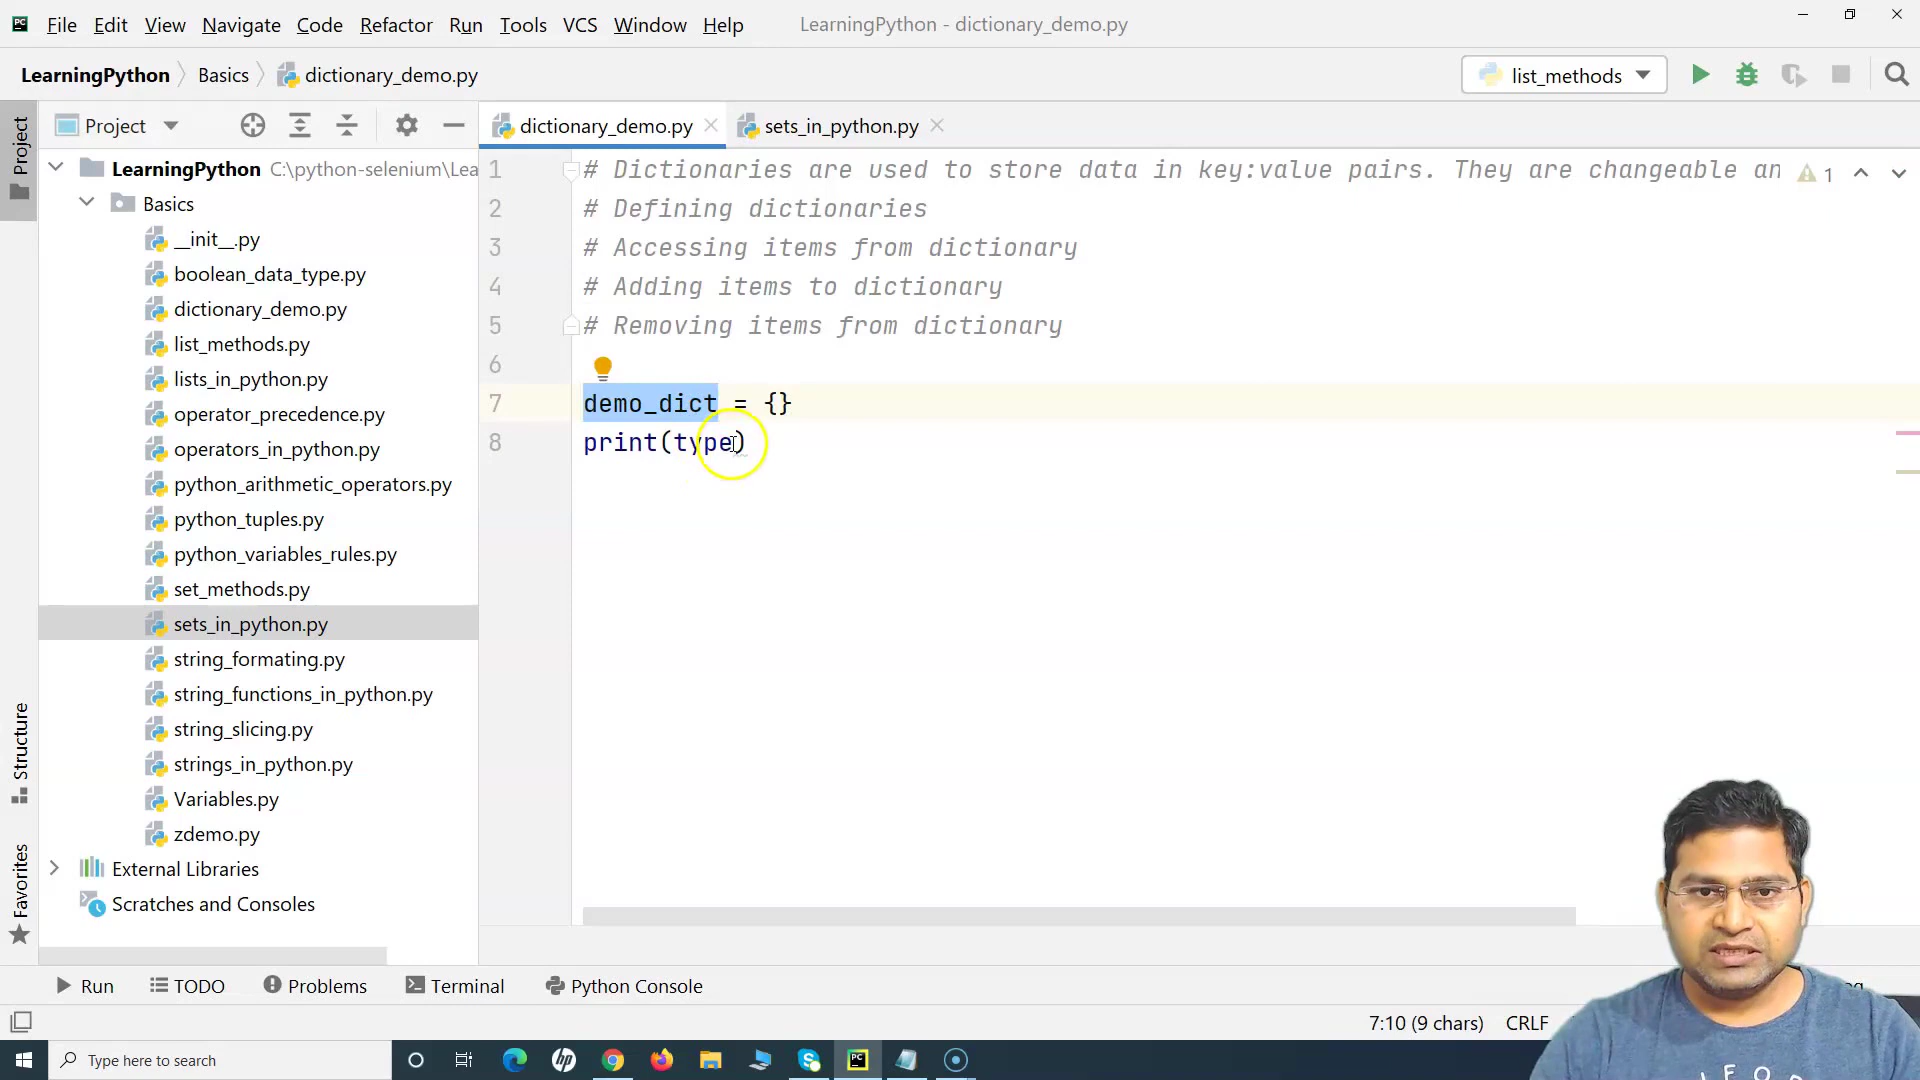 File Edit View Navigate Code Refactor Run Tools VCS Window Help LearningPython - dictionary_demo.py
LearningPython Basics dictionary_demo.py list_methods
Project
Project
dictionary_demo.py
sets_in_python.py
LearningPython C:\python-selenium\Lea
Basics
__init__.py
boolean_data_type.py
dictionary_demo.py
list_methods.py
lists_in_python.py
operator_precedence.py
operators_in_python.py
python_arithmetic_operators.py
python_tuples.py
python_variables_rules.py
set_methods.py
sets_in_python.py
string_formating.py
string_functions_in_python.py
string_slicing.py
strings_in_python.py
Variables.py
zdemo.py
External Libraries
Scratches and Consoles
Structure
Favorites
1 # Dictionaries are used to store data in key:value pairs. They are changeable an 1
2 # Defining dictionaries
3 # Accessing items from dictionary
4 # Adding items to dictionary
5 # Removing items from dictionary
6
7 demo_dict = {}
8 print(type)
Run TODO Problems Terminal Python Console
7:10 (9 chars) CRLF
Type here to search